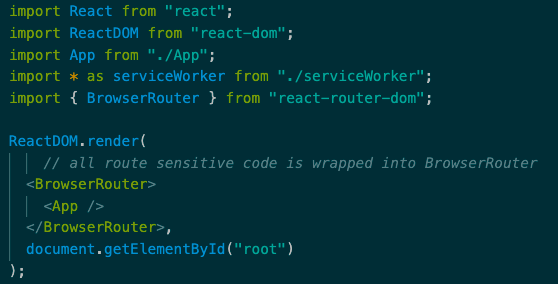 import React from "react";
import ReactDOM from "react-dom";
import App from "./App";
import * as serviceWorker from "./serviceWorker";
import { BrowserRouter } from "react-router-dom";

ReactDOM.render(
    // all route sensitive code is wrapped into BrowserRouter
  <BrowserRouter>
    <App />
  </BrowserRouter>,
  document.getElementById("root")
);